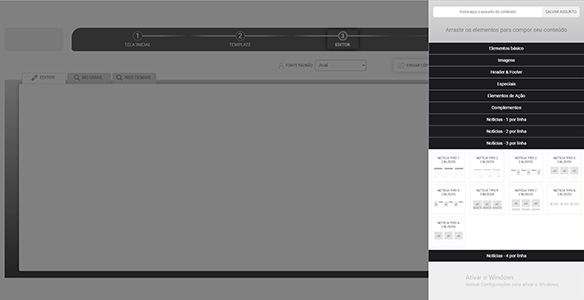 Insira aqui o assunto do conteúdo
SALVAR ASSUNTO
Arraste os elementos para compor seu conteúdo
1
2
3
TELA INICIAL
TEMPLATE
EDITOR
FONTE PADRÃO:
Arial
EDITOR
NO GMAIL
NOS DEMAIS
Elementos básico
Imagens
Header & Footer
Especiais
Elementos de Ação
Complementos
Notícias - 1 por linha
Notícias - 2 por linha
Notícias - 3 por linha
NOTÍCIA TIPO 1
3 BLOCOS
NOTÍCIA TIPO 2
3 BLOCOS
NOTÍCIA TIPO 3
3 BLOCOS
NOTÍCIA TIPO 4
3 BLOCOS
NOTÍCIA TIPO 5
3 BLOCOS
NOTÍCIA TIPO 6
3 BLOCOS
NOTÍCIA TIPO 7
3 BLOCOS
NOTÍCIA TIPO 8
3 BLOCOS
3 BLOCOS
Notícias - 4 por linha
Ativar o Windows
Acesse Configurações para ativar o Windows.